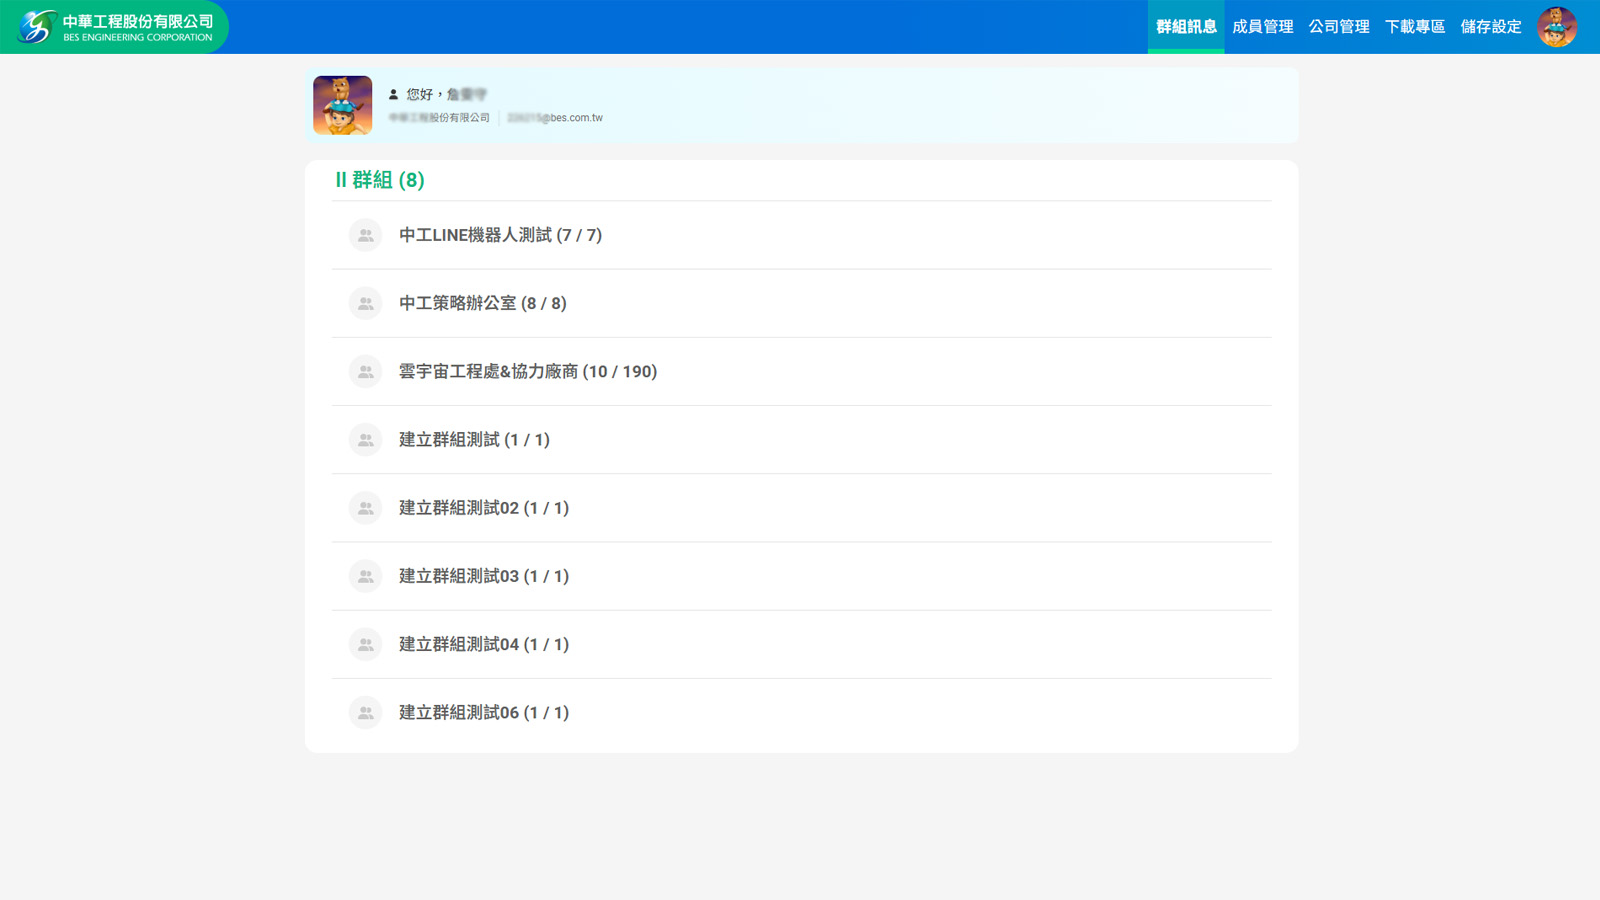 中華工程股份有限公司
BES ENGINEERING CORPORATION
群組訊息 成員管理 公司管理 下載專區 儲存設定
您好，詹
股份有限公司 @bes.com.tw
II 群組 (8)
中工LINE機器人測試 (7 / 7)
中工策略辦公室 (8 / 8)
雲宇宙工程處&協力廠商 (10 / 190)
建立群組測試 (1 / 1)
建立群組測試02 (1 / 1)
建立群組測試03 (1 / 1)
建立群組測試04 (1 / 1)
建立群組測試06 (1 / 1)